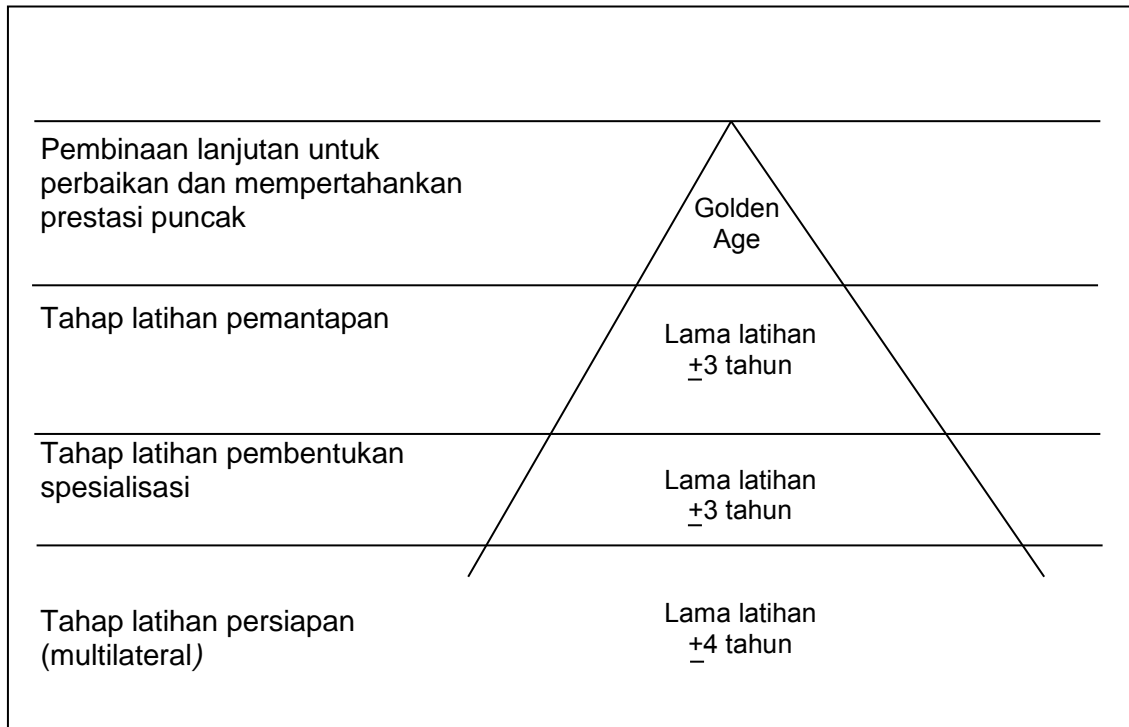 Pembinaan lanjutan untuk
perbaikan dan mempertahankan
prestasi puncak
Golden
Age
Tahap latihan pemantapan
Lama latihan
±3 tahun
Tahap latihan pembentukan
spesialisasi
Lama latihan
±3 tahun
Tahap latihan persiapan
(multilateral)
Lama latihan
±4 tahun